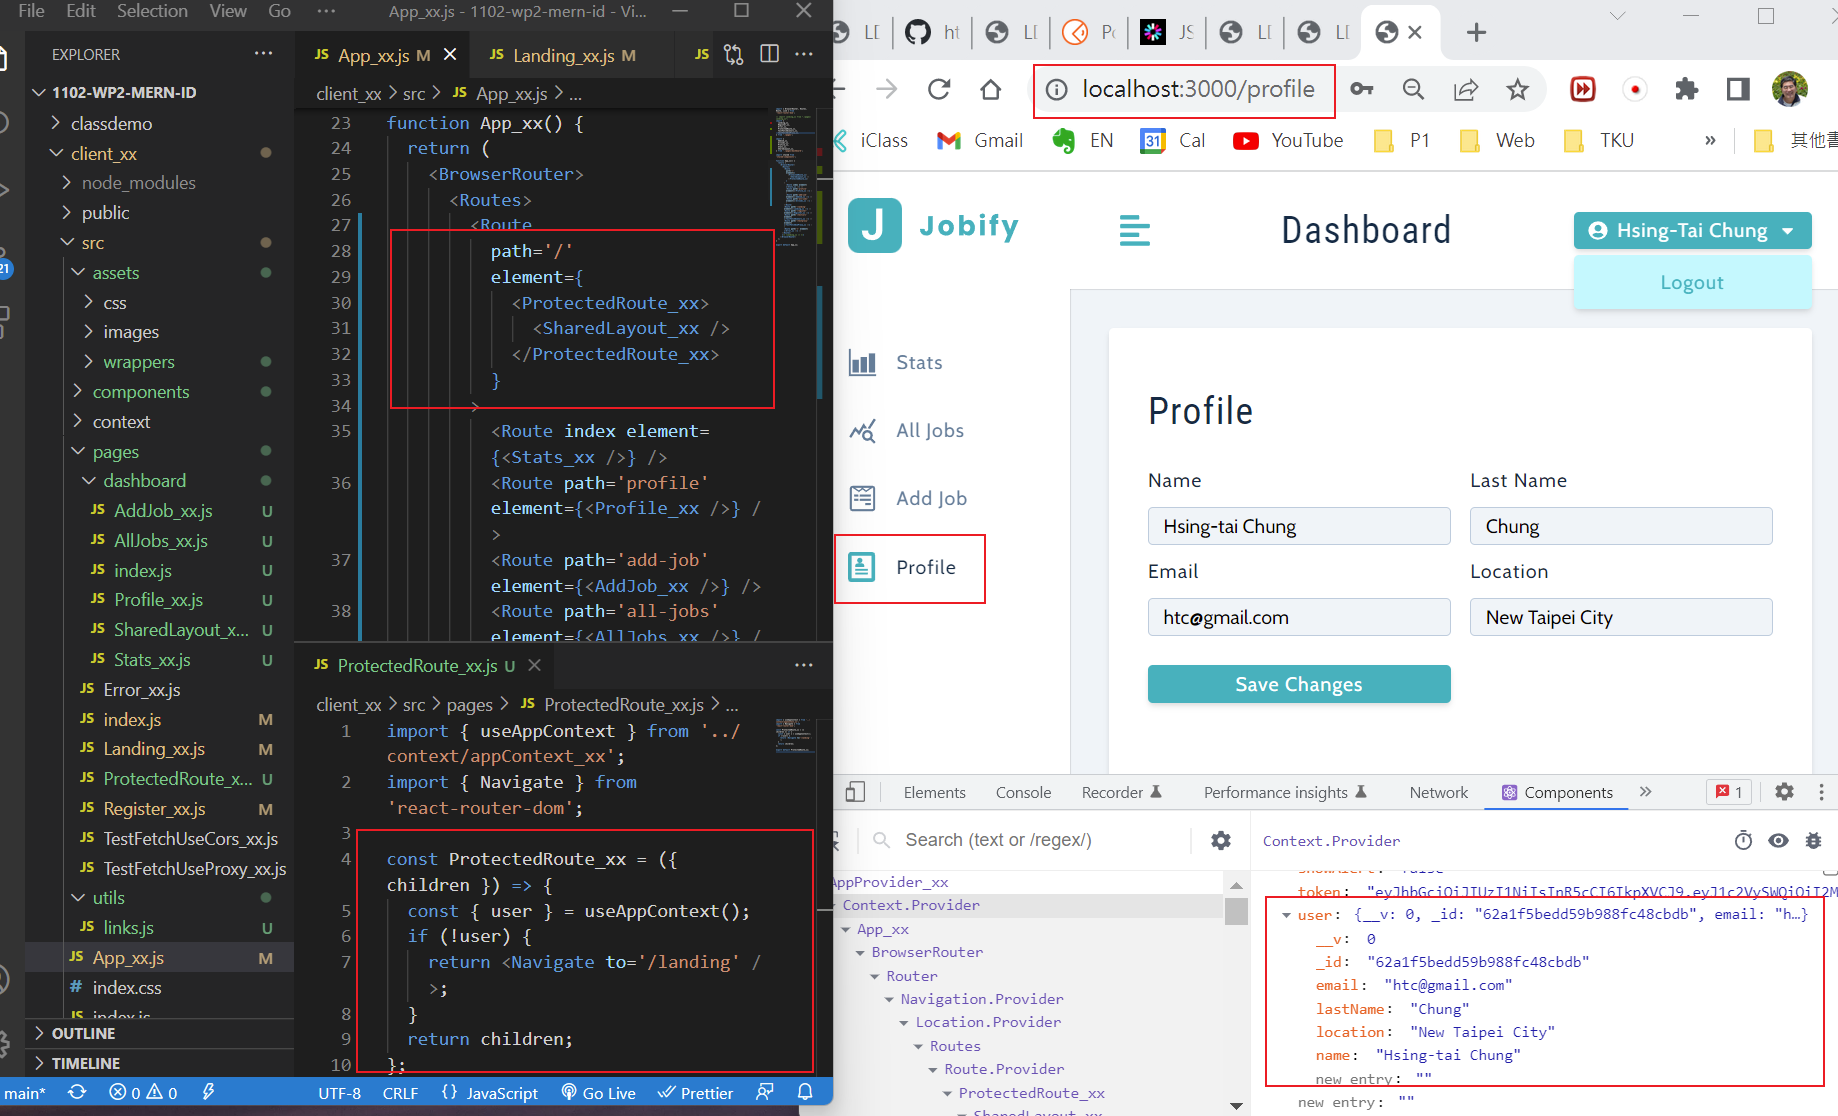 File Edit Selection View Go ··· App_xx.js - 1102-wp2-mern-id - Vi...
EXPLORER ···
1102-WP2-MERN-ID
classdemo
client_xx
node_modules
public
src
assets
css
images
wrappers
components
context
pages
dashboard
JS AddJob_xx.js U
JS AllJobs_xx.js U
JS index.js U
JS Profile_xx.js U
JS SharedLayout_x... U
JS Stats_xx.js U
JS Error_xx.js
JS index.js M
JS Landing_xx.js M
JS ProtectedRoute_x... U
JS Register_xx.js M
JS TestFetchUseCors_xx.js
JS TestFetchUseProxy_xx.js
utils
JS links.js U
JS App_xx.js M
# index.css
index.js
OUTLINE
TIMELINE
21
JS App_xx.js M JS Landing_xx.js M JS
client_xx > src > JS App_xx.js > ...
23 function App_xx() {
24 return (
25 <BrowserRouter>
26 <Routes>
27 <Route
28 path='/'
29 element={
30 <ProtectedRoute_xx>
31 <SharedLayout_xx />
32 </ProtectedRoute_xx>
33 }
34 >
35 <Route index element=
{<Stats_xx />} />
36 <Route path='profile'
element={<Profile_xx />} /
>
37 <Route path='add-job'
element={<AddJob_xx />} />
38 <Route path='all-jobs'
element={<AllJobs_xx />} /
JS ProtectedRoute_xx.js U
client_xx > src > pages > JS ProtectedRoute_xx.js > ...
1 import { useAppContext } from '../
context/appContext_xx';
2 import { Navigate } from
'react-router-dom';
3
4 const ProtectedRoute_xx = ({
children }) => {
5 const { user } = useAppContext();
6 if (!user) {
7 return <Navigate to='/landing' /
>;
8 }
9 return children;
10 };
main* 0 0 UTF-8 CRLF {} JavaScript Go Live Prettier
LD ht LD Po JS LD LD
localhost:3000/profile
iClass Gmail EN 31 Cal YouTube P1 Web TKU » 其他書
J Jobify
Dashboard
Hsing-Tai Chung
Logout
Stats
All Jobs
Add Job
Profile
Profile
Name Last Name
Hsing-tai Chung Chung
Email Location
htc@gmail.com New Taipei City
Save Changes
Elements Console Recorder Performance insights Network Components » 1
Search (text or /regex/)
AppProvider_xx
Context.Provider
App_xx
BrowserRouter
Router
Navigation.Provider
Location.Provider
Routes
Route.Provider
ProtectedRoute_xx
SharedLayout_xx
Context.Provider
showAlert: false
token: "eyJhbGciOiJIUzI1NiIsInR5cCI6IkpXVCJ9.eyJ1c2VySWQiOiI2M
user: {__v: 0, _id: "62a1f5bedd59b988fc48cbdb", email: "h…}
__v: 0
_id: "62a1f5bedd59b988fc48cbdb"
email: "htc@gmail.com"
lastName: "Chung"
location: "New Taipei City"
name: "Hsing-tai Chung"
new entry: ""
new entry: ""